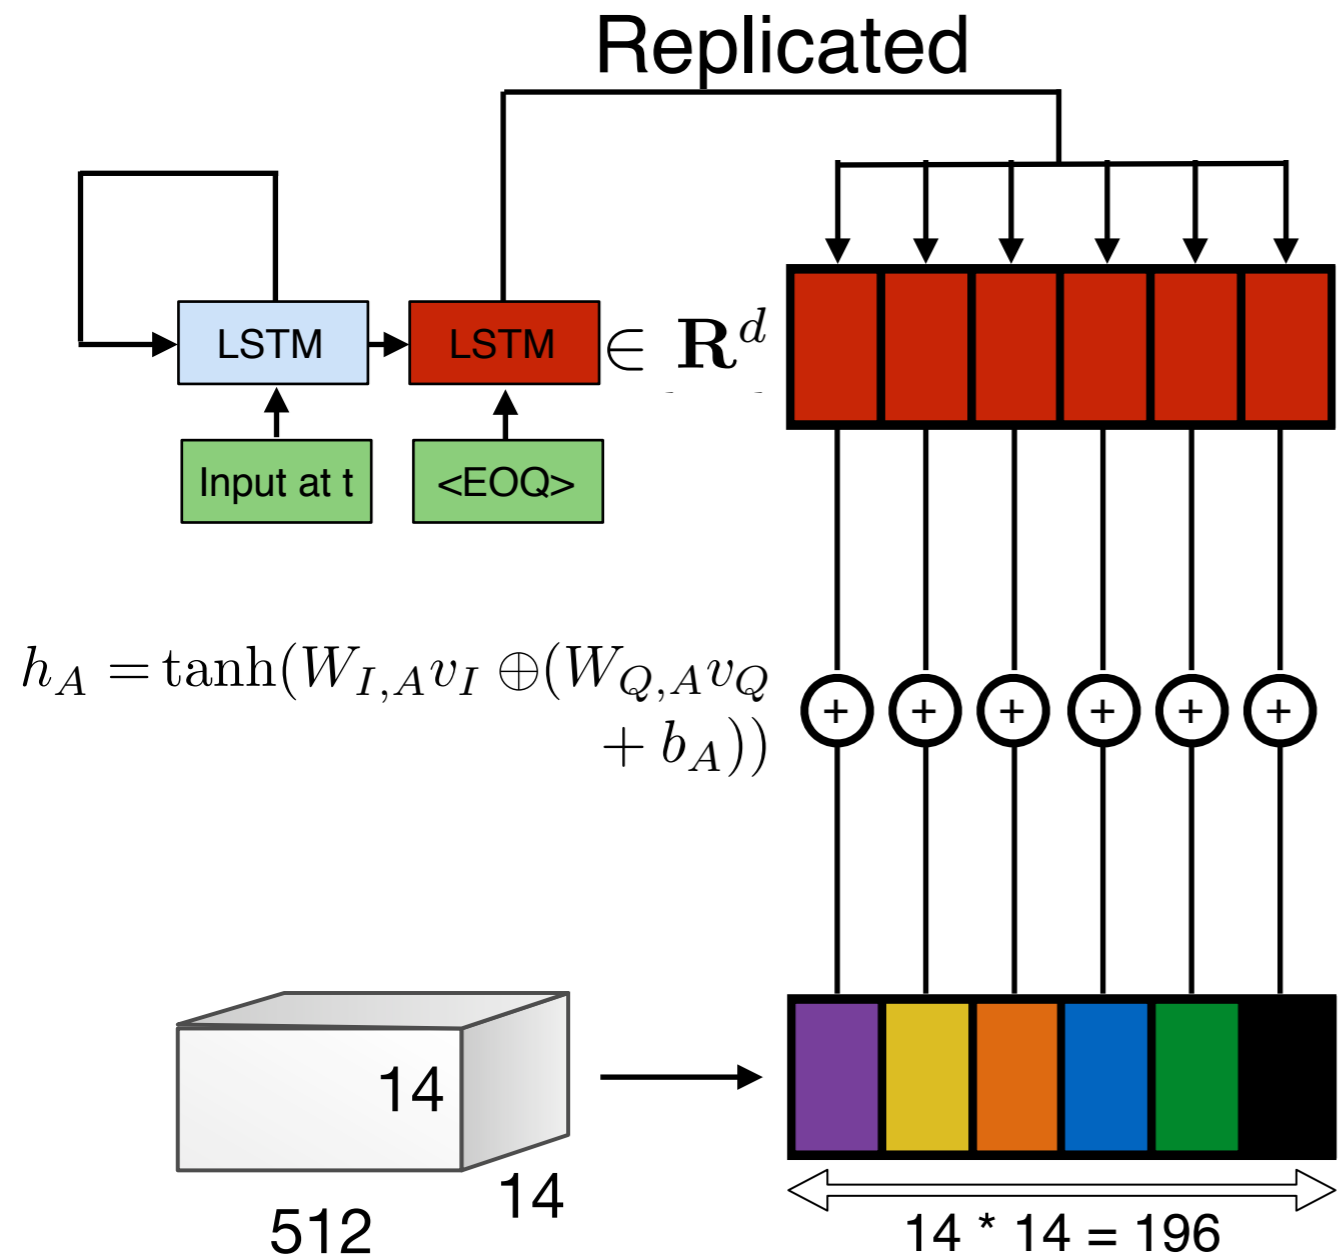 Replicated
LSTM
LSTM
∈ R^d
Input at t
<EOQ>
h_A = tanh(W_{I,A} v_I ⊕ (W_{Q,A} v_Q
+ b_A))
+
+
+
+
+
+
14
14
512
14 * 14 = 196